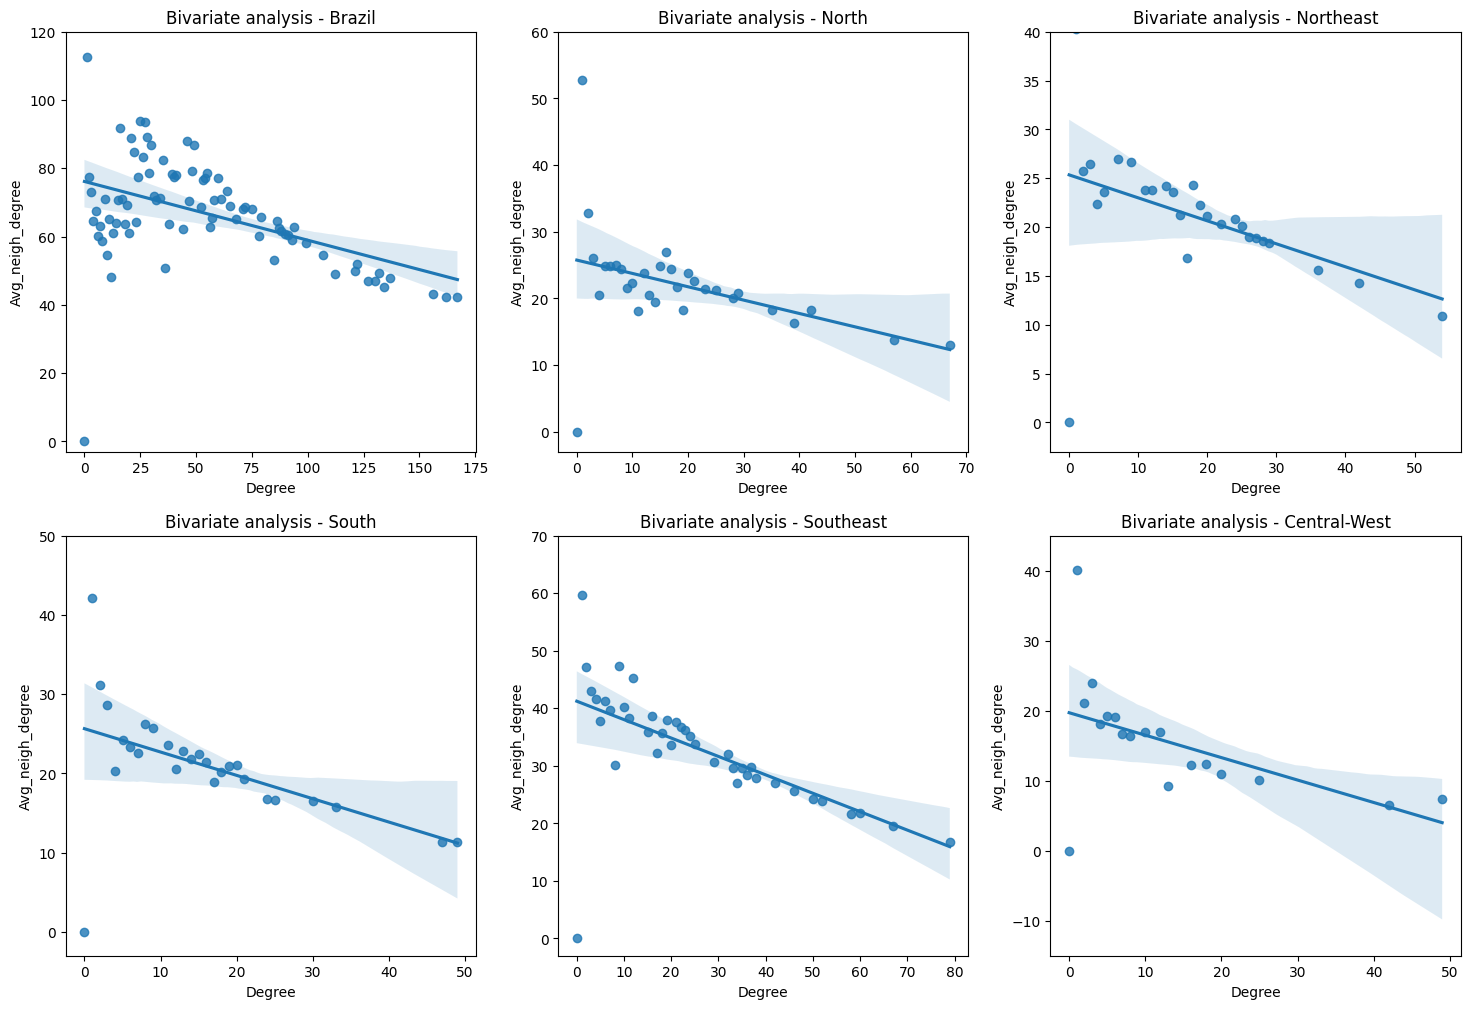 Bivariate analysis - Brazil
120
100
80
60
40
20
0
Avg_neigh_degree
0 25 50 75 100 125 150 175
Degree
Bivariate analysis - North
60
50
40
30
20
10
0
Avg_neigh_degree
0 10 20 30 40 50 60 70
Degree
Bivariate analysis - Northeast
40
35
30
25
20
15
10
5
0
Avg_neigh_degree
0 10 20 30 40 50
Degree
Bivariate analysis - South
50
40
30
20
10
0
Avg_neigh_degree
0 10 20 30 40 50
Degree
Bivariate analysis - Southeast
70
60
50
40
30
20
10
0
Avg_neigh_degree
0 10 20 30 40 50 60 70 80
Degree
Bivariate analysis - Central-West
40
30
20
10
0
−10
Avg_neigh_degree
0 10 20 30 40 50
Degree